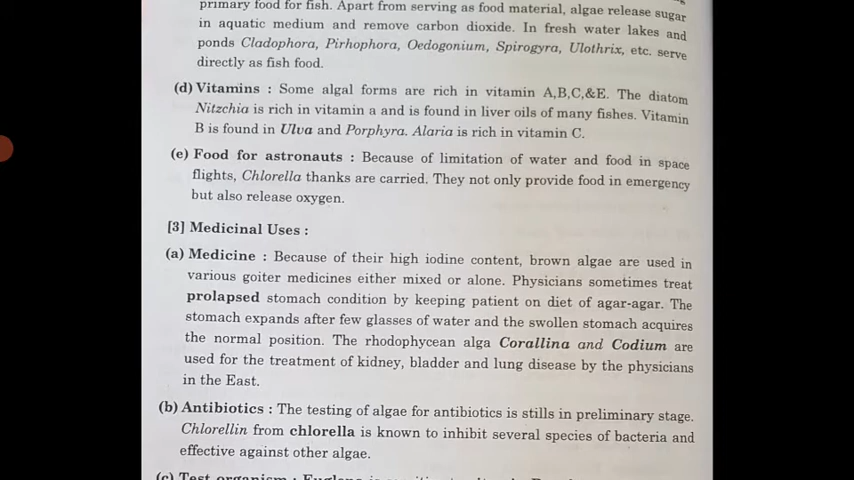 primary food for fish. Apart from serving as food material, algae release sugar
in aquatic medium and remove carbon dioxide. In fresh water lakes and
ponds Cladophora, Pirhophora, Oedogonium, Spirogyra, Ulothrix, etc. serve
directly as fish food.
(d) Vitamins : Some algal forms are rich in vitamin A,B,C,&E. The diatom
Nitzchia is rich in vitamin a and is found in liver oils of many fishes. Vitamin
B is found in Ulva and Porphyra. Alaria is rich in vitamin C.
(e) Food for astronauts : Because of limitation of water and food in space
flights, Chlorella thanks are carried. They not only provide food in emergency
but also release oxygen.
[3] Medicinal Uses :
(a) Medicine : Because of their high iodine content, brown algae are used in
various goiter medicines either mixed or alone. Physicians sometimes treat
prolapsed stomach condition by keeping patient on diet of agar-agar. The
stomach expands after few glasses of water and the swollen stomach acquires
the normal position. The rhodophycean alga Corallina and Codium are
used for the treatment of kidney, bladder and lung disease by the physicians
in the East.
(b) Antibiotics : The testing of algae for antibiotics is stills in preliminary stage.
Chlorellin from chlorella is known to inhibit several species of bacteria and
effective against other algae.
(c) Test organism : Euglena is